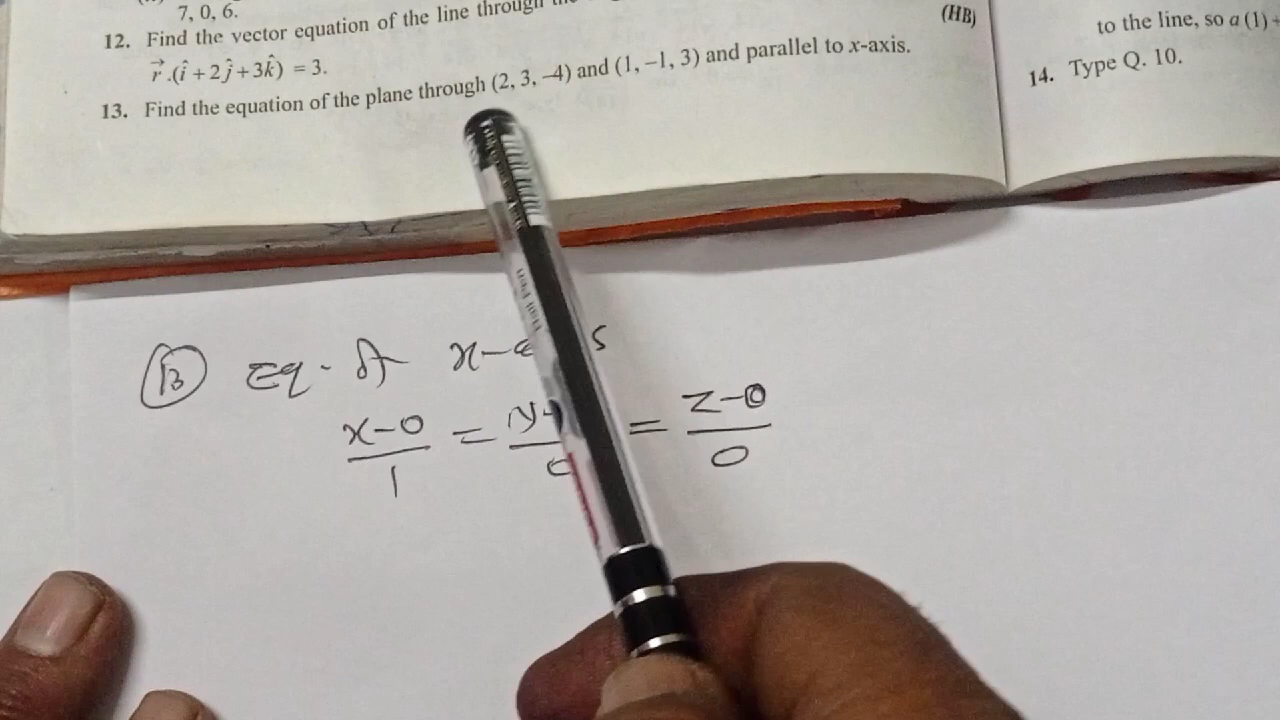 7, 0, 6.
12. Find the vector equation of the line through
(HB)
r⃗ .(î + 2ĵ + 3k̂) = 3.
13. Find the equation of the plane through (2, 3, –4) and (1, –1, 3) and parallel to x-axis.
to the line, so a (1) +
14. Type Q. 10.
(13) Eq. of x-a s
x-0/1 = y- = z-0/0